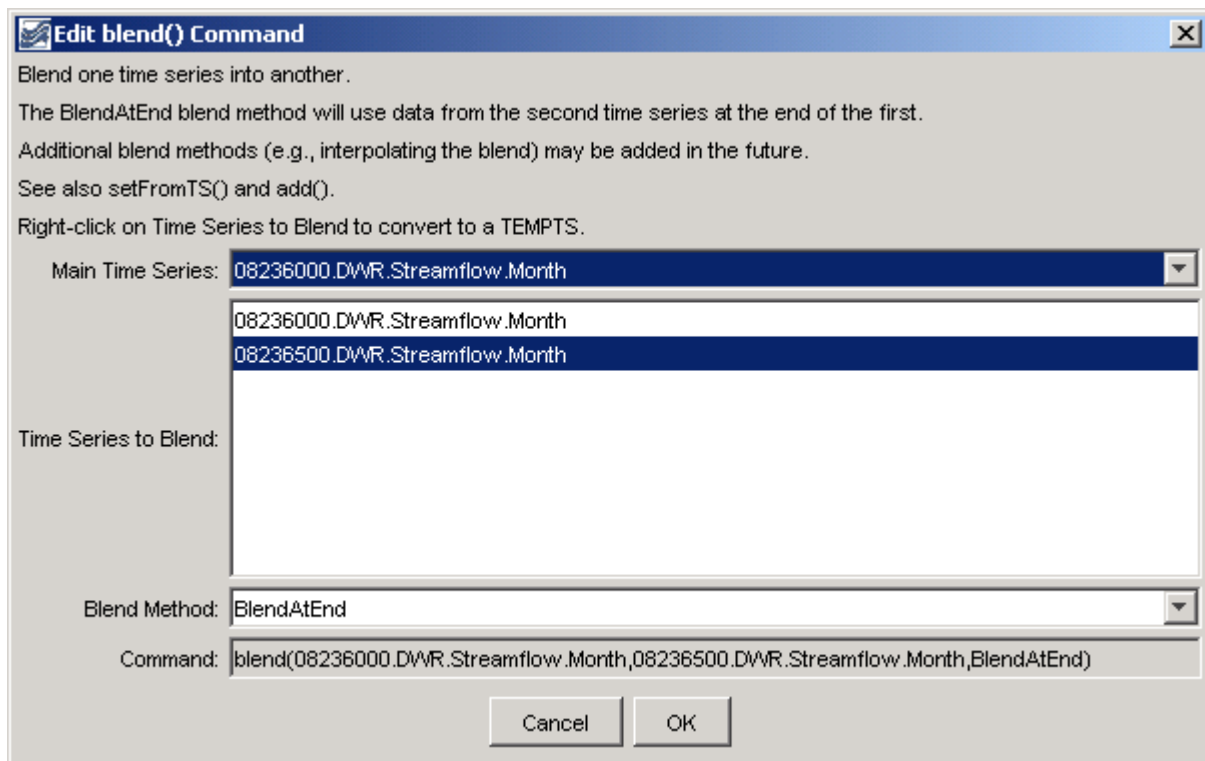 Edit blend() Command
Blend one time series into another.
The BlendAtEnd blend method will use data from the second time series at the end of the first.
Additional blend methods (e.g., interpolating the blend) may be added in the future.
See also setFromTS() and add().
Right-click on Time Series to Blend to convert to a TEMPTS.
Main Time Series: 08236000.DWR.Streamflow.Month
08236000.DWR.Streamflow.Month
08236500.DWR.Streamflow.Month
Time Series to Blend:
Blend Method: BlendAtEnd
Command: blend(08236000.DWR.Streamflow.Month,08236500.DWR.Streamflow.Month,BlendAtEnd)
Cancel OK